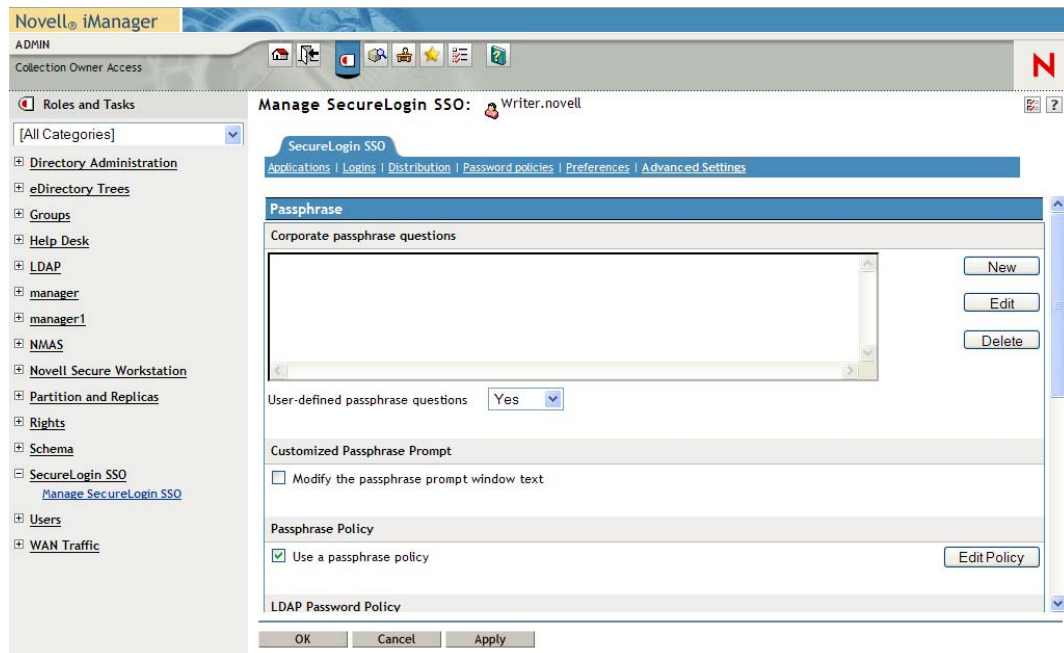 Novell® iManager
ADMIN
Collection Owner Access
N
Roles and Tasks
[All Categories]
Directory Administration
eDirectory Trees
Groups
Help Desk
LDAP
manager
manager1
NMAS
Novell Secure Workstation
Partition and Replicas
Rights
Schema
SecureLogin SSO
Manage SecureLogin SSO
Users
WAN Traffic
Manage SecureLogin SSO: Writer.novell
?
SecureLogin SSO
Applications | Logins | Distribution | Password policies | Preferences | Advanced Settings
Passphrase
Corporate passphrase questions
New
Edit
Delete
User-defined passphrase questions Yes
Customized Passphrase Prompt
Modify the passphrase prompt window text
Passphrase Policy
Use a passphrase policy Edit Policy
LDAP Password Policy
OK Cancel Apply